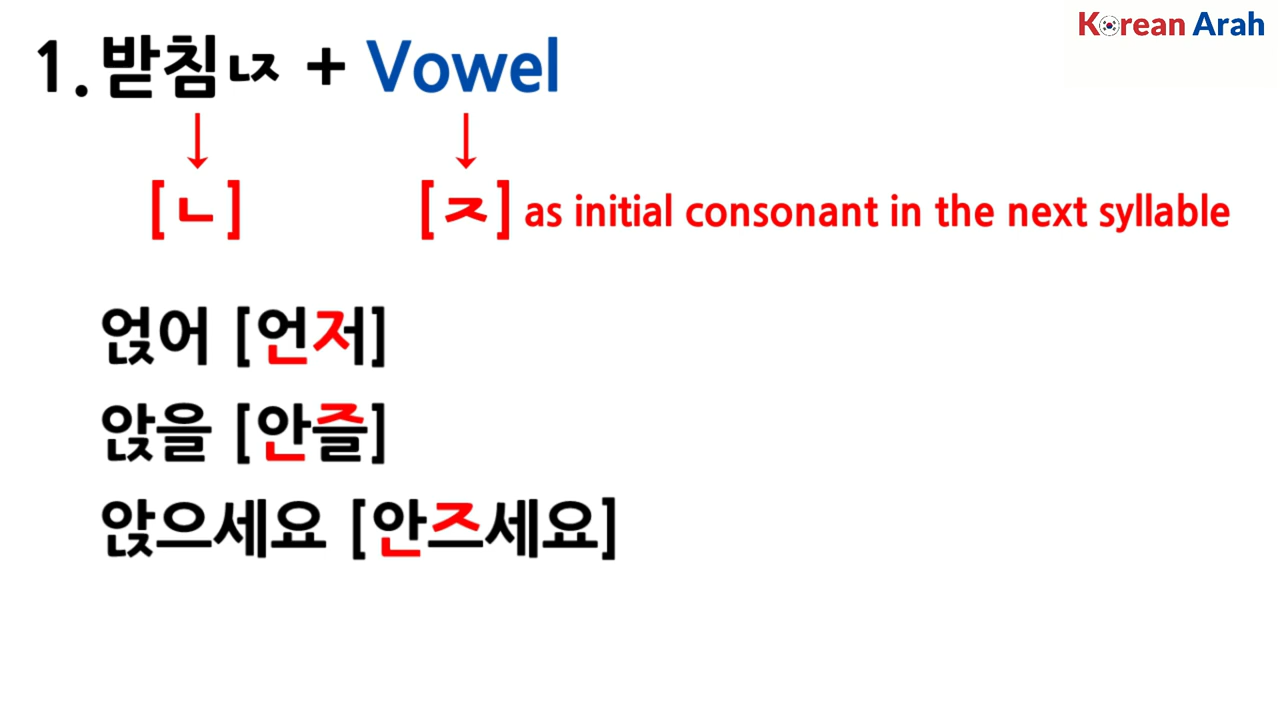 Korean Arah
1. 받침ㄵ + Vowel
↓ ↓
[ㄴ] [ㅈ] as initial consonant in the next syllable
얹어 [언저]
앉을 [안즐]
앉으세요 [안즈세요]